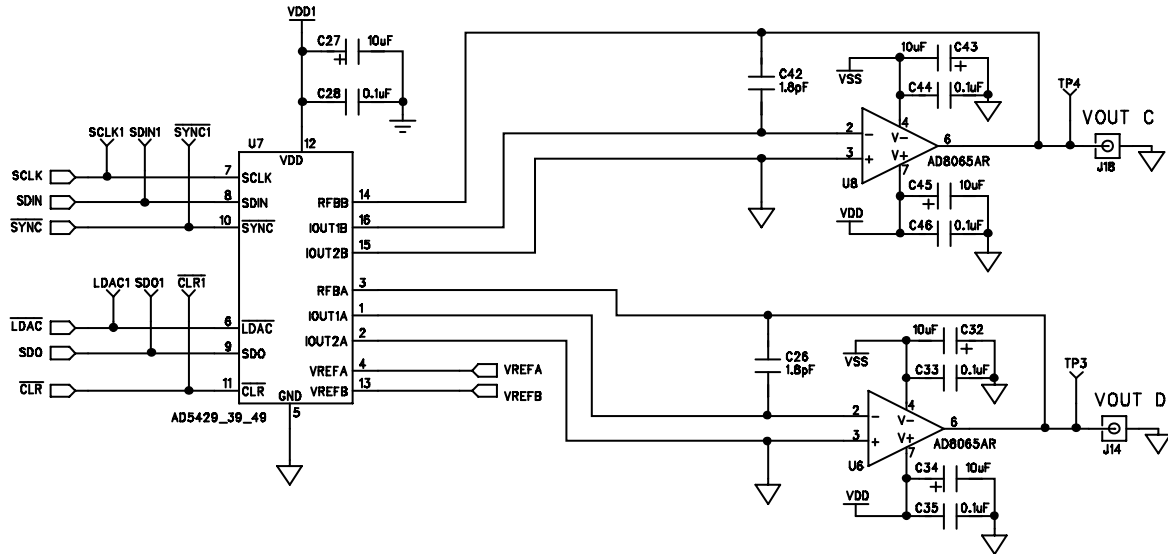 VDD1
C27 10uF
C28 0.1uF
SCLK1 SDIN1 SYNC1
U7
12
VDD
SCLK 7 SCLK
SDIN 8 SDIN
SYNC 10 SYNC
RFBB 14
IOUT1B 16
IOUT2B 15
LDAC1 SDO1 CLR1
RFBA 3
IOUT1A 1
IOUT2A 2
LDAC 6 LDAC
SDO 9 SDO
CLR 11 CLR
VREFA 4 VREFA
VREFB 13 VREFB
GND
5
AD5429_39_49
C42
1.8pF
10uF C43
VSS
C44 0.1uF
4
2 V-
3 V+
6
7
U8
AD8065AR
TP4
VOUT C
J18
C45 10uF
VDD
C46 0.1uF
C26
1.8pF
10uF C32
VSS
C33 0.1uF
4
2 V-
3 V+
6
7
U6
AD8065AR
TP3
VOUT D
J14
C34 10uF
VDD
C35 0.1uF